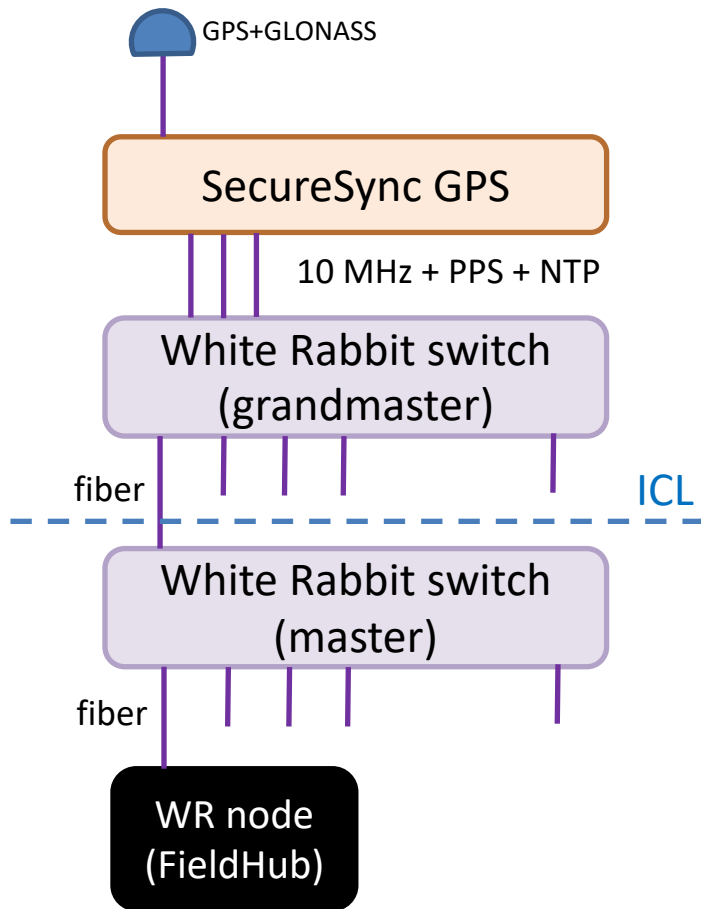 GPS+GLONASS
SecureSync GPS
10 MHz + PPS + NTP
White Rabbit switch
(grandmaster)
fiber
ICL
White Rabbit switch
(master)
fiber
WR node
(FieldHub)